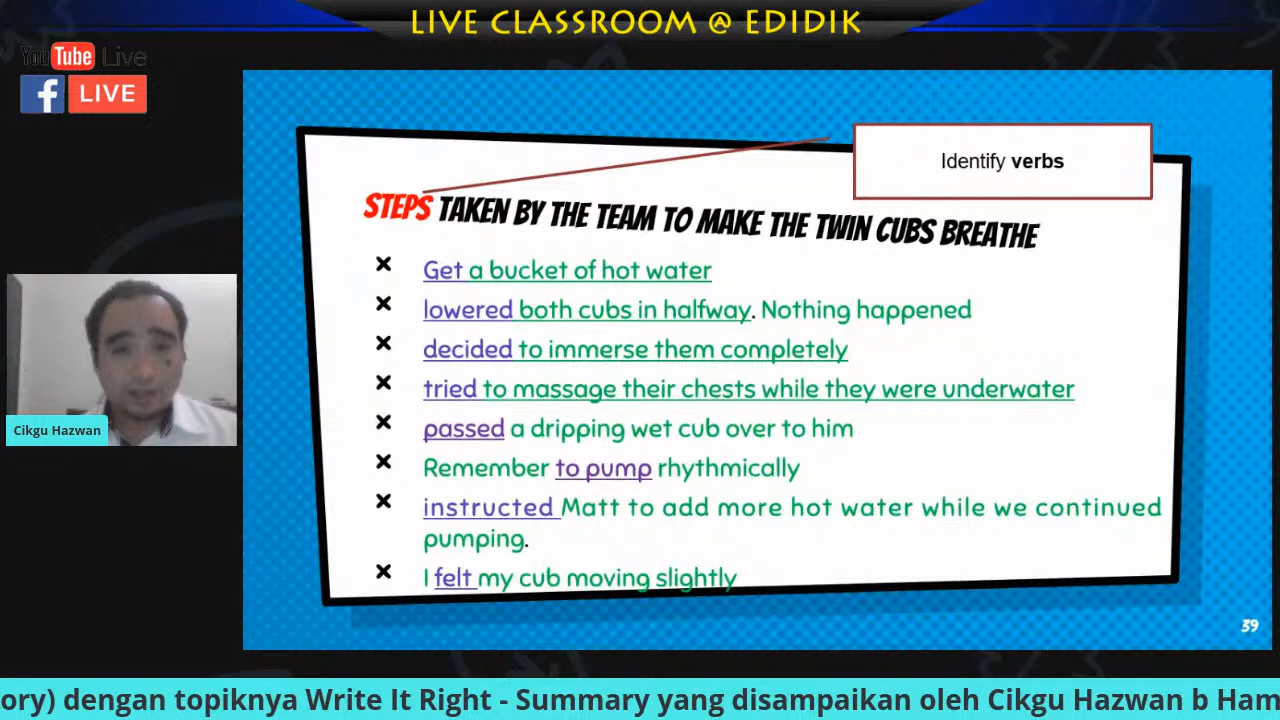 LIVE CLASSROOM @ EDIDIK
YouTube Live
f LIVE
Identify verbs
STEPS TAKEN BY THE TEAM TO MAKE THE TWIN CUBS BREATHE
Get a bucket of hot water
lowered both cubs in halfway. Nothing happened
decided to immerse them completely
tried to massage their chests while they were underwater
passed a dripping wet cub over to him
Remember to pump rhythmically
instructed Matt to add more hot water while we continued
pumping.
I felt my cub moving slightly
Cikgu Hazwan
39
ory) dengan topiknya Write It Right - Summary yang disampaikan oleh Cikgu Hazwan b Ham